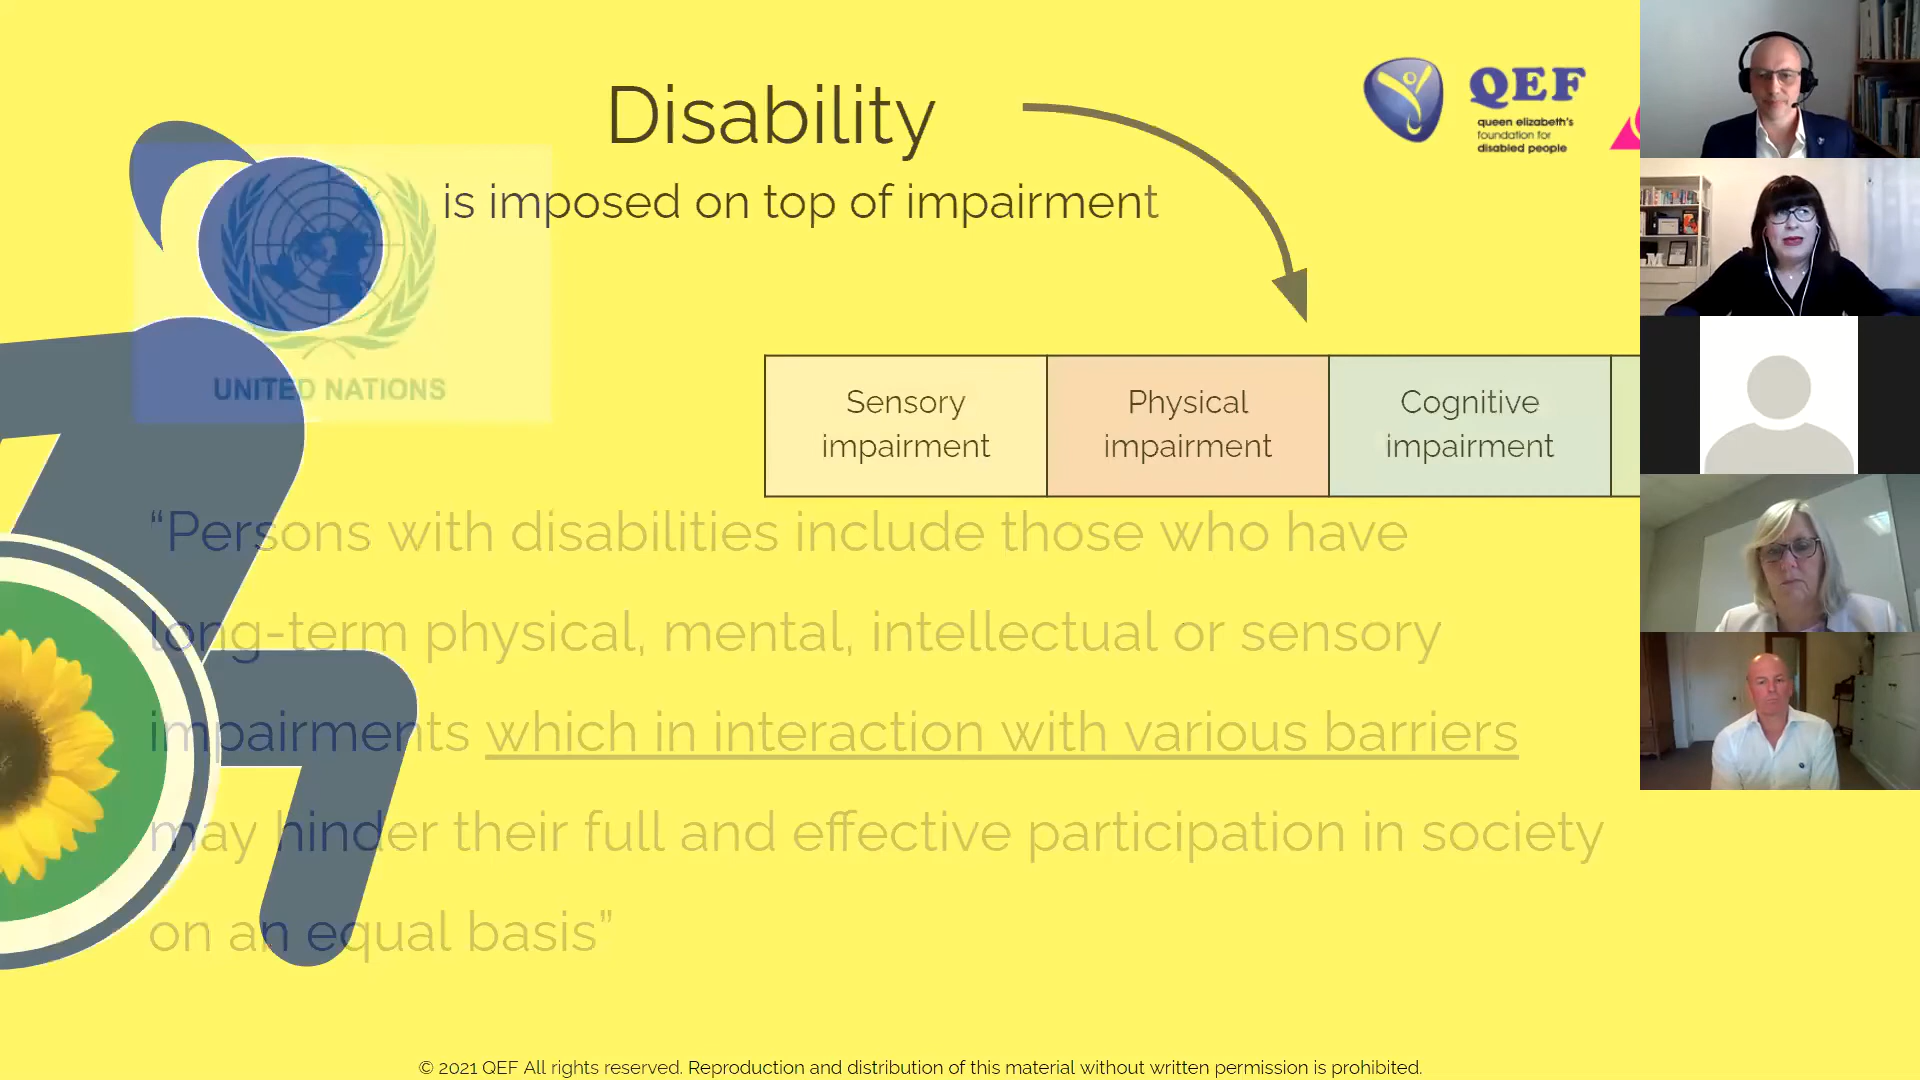 Disability
is imposed on top of impairment
QEF
queen elizabeth's
foundation for
disabled people
UNITED NATIONS
Sensory
impairment
Physical
impairment
Cognitive
impairment
“Persons with disabilities include those who have
long-term physical, mental, intellectual or sensory
impairments which in interaction with various barriers
may hinder their full and effective participation in society
on an equal basis”
© 2021 QEF All rights reserved. Reproduction and distribution of this material without written permission is prohibited.